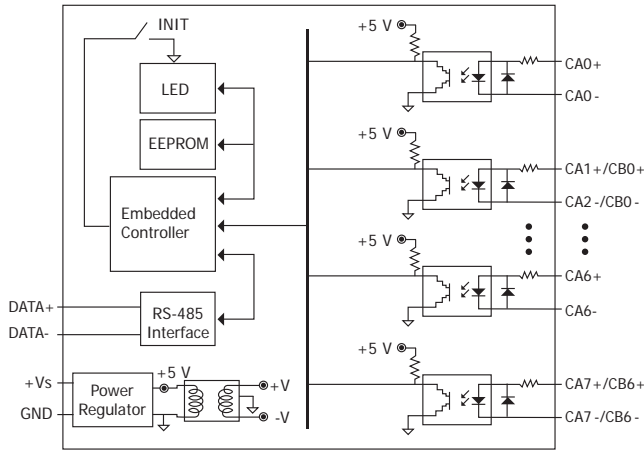 INIT
LED
EEPROM
Embedded
Controller
DATA+
DATA-
RS-485
Interface
+Vs
GND
Power
Regulator
+5 V
+V
-V
+5 V
CA0+
CA0-
+5 V
CA1+/CB0+
CA2-/CB0-
+5 V
CA6+
CA6-
+5 V
CA7+/CB6+
CA7-/CB6-